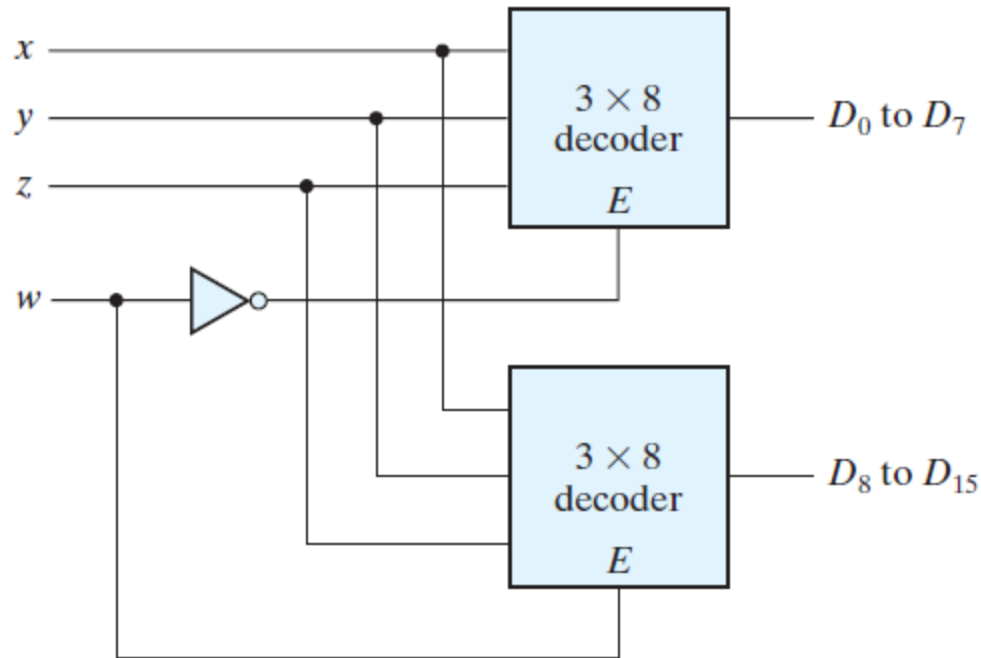 x
y
z
w
3 × 8
decoder
E
D₀ to D₇
3 × 8
decoder
E
D₈ to D₁₅